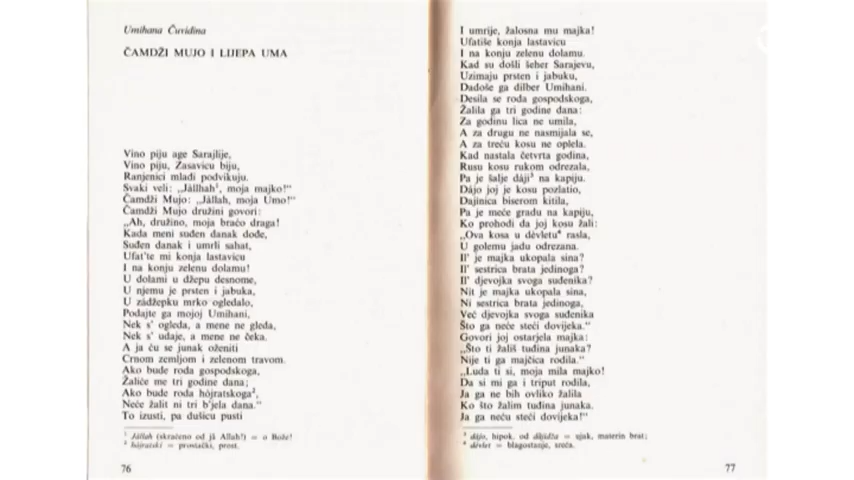 Umihana Čuvidina
ČAMDŽI MUJO I LIJEPA UMA
Vino piju age Sarajlije,
Vino piju, Zasavicu biju,
Ranjenici mladi podvikuju.
Svaki veli: „Jàllhah¹, moja majko!"
Čamdži Mujo: „Jàllah, moja Umo!"
Čamdži Mujo družini govori:
„Ah, družino, moja braćo draga!
Kada meni suđen danak dođe,
Suđen danak i umrli sahat,
Ufat'te mi konja lastavicu
I na konju zelenu dolamu!
U dolami u džepu desnome,
U njemu je prsten i jabuka,
U zàdžepku mrko ogledalo,
Podajte ga mojoj Umihani,
Nek s' ogleda, a mene ne gleda,
Nek s' udaje, a mene ne čeka.
A ja ću se junak oženiti
Crnom zemljom i zelenom travom.
Ako bude roda gospodskoga,
Žaliće me tri godine dana;
Ako bude roda hòjratskoga²,
Neće žalit ni tri b'jela dana."
To izusti, pa dušicu pusti
¹ Jàllah (skraćeno od jâ Allah!) = o Bože!
² hòjratski = prostački, prost.
76
I umrije, žalosna mu majka!
Ufatiše konja lastavicu
I na konju zelenu dolamu.
Kad su došli šeher Sarajevu,
Uzimaju prsten i jabuku,
Dadoše ga dilber Umihani.
Desila se roda gospodskoga,
Žalila ga tri godine dana:
Za godinu lica ne umila,
A za drugu ne nasmijala se,
A za treću kosu ne oplela.
Kad nastala četvrta godina,
Rusu kosu rukom odrezala,
Pa je šalje dâji³ na kapiju.
Dâjo joj je kosu pozlatio,
Dajinica biserom kitila,
Pa je meće gradu na kapiju,
Ko prohodi da joj kosu žali:
„Ova kosa u dèvletu⁴ rasla,
U golemu jadu odrezana.
Il' je majka ukopala sina?
Il' sestrica brata jedinoga?
Il' djevojka svoga suđenika?
Nit je majka ukopala sina,
Ni sestrica brata jedinoga,
Već djevojka svoga suđenika
Što ga neće steći dovijeka."
Govori joj ostarjela majka:
„Što ti žališ tuđina junaka?
Nije ti ga majčica rodila."
„Luda ti si, moja mila majko!
Da si mi ga i triput rodila,
Ja ga ne bih ovliko žalila
Ko što žalim tuđina junaka.
Ja ga neću steći dovijeka!"
³ dâjo, hipok. od dàjidža = ujak, materin brat;
⁴ dèvlet = blagostanje, sreća.
77